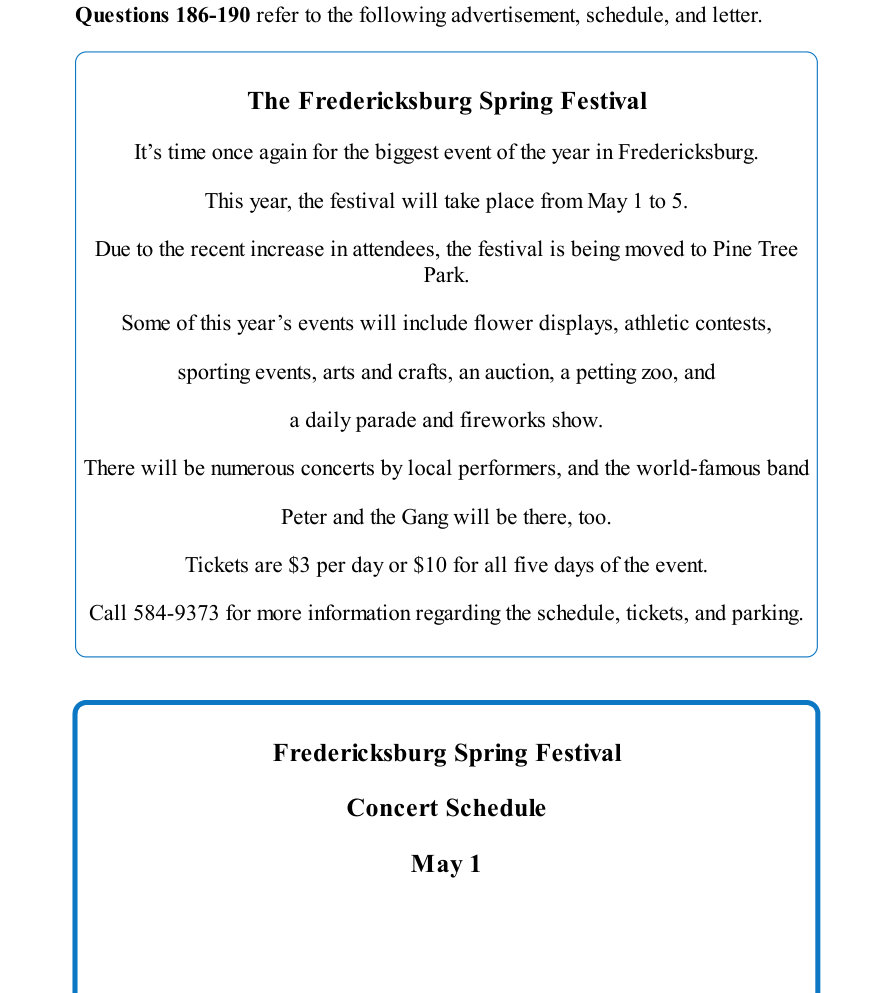 Questions 186-190 refer to the following advertisement, schedule, and letter.
The Fredericksburg Spring Festival
It’s time once again for the biggest event of the year in Fredericksburg.
This year, the festival will take place from May 1 to 5.
Due to the recent increase in attendees, the festival is being moved to Pine Tree
Park.
Some of this year’s events will include flower displays, athletic contests,
sporting events, arts and crafts, an auction, a petting zoo, and
a daily parade and fireworks show.
There will be numerous concerts by local performers, and the world-famous band
Peter and the Gang will be there, too.
Tickets are $3 per day or $10 for all five days of the event.
Call 584-9373 for more information regarding the schedule, tickets, and parking.
Fredericksburg Spring Festival
Concert Schedule
May 1